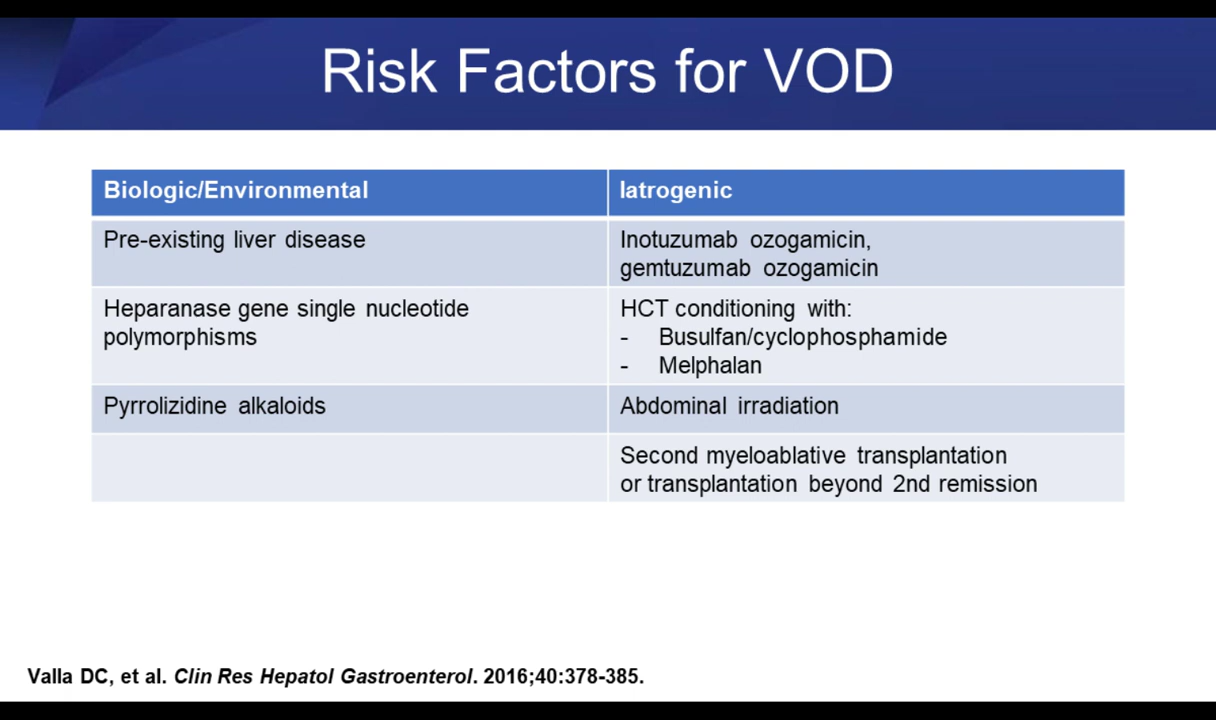 Risk Factors for VOD
Biologic/Environmental
Iatrogenic
Pre-existing liver disease
Inotuzumab ozogamicin,
gemtuzumab ozogamicin
Heparanase gene single nucleotide
polymorphisms
HCT conditioning with:
- Busulfan/cyclophosphamide
- Melphalan
Pyrrolizidine alkaloids
Abdominal irradiation
Second myeloablative transplantation
or transplantation beyond 2nd remission
Valla DC, et al. Clin Res Hepatol Gastroenterol. 2016;40:378-385.